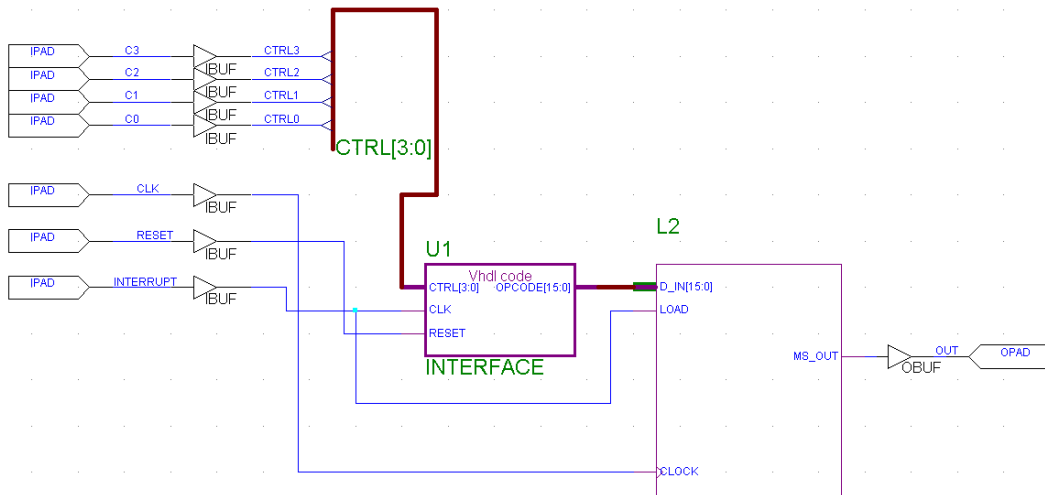 IPAD C3 IBUF CTRL3
IPAD C2 IBUF CTRL2
IPAD C1 IBUF CTRL1
IPAD C0 IBUF CTRL0
CTRL[3:0]
IPAD CLK IBUF
IPAD RESET IBUF
IPAD INTERRUPT IBUF
U1
Vhdl code
CTRL[3:0] OPCODE[15:0]
CLK
RESET
INTERFACE
L2
D_IN[15:0]
LOAD
MS_OUT
CLOCK
OBUF OUT OPAD